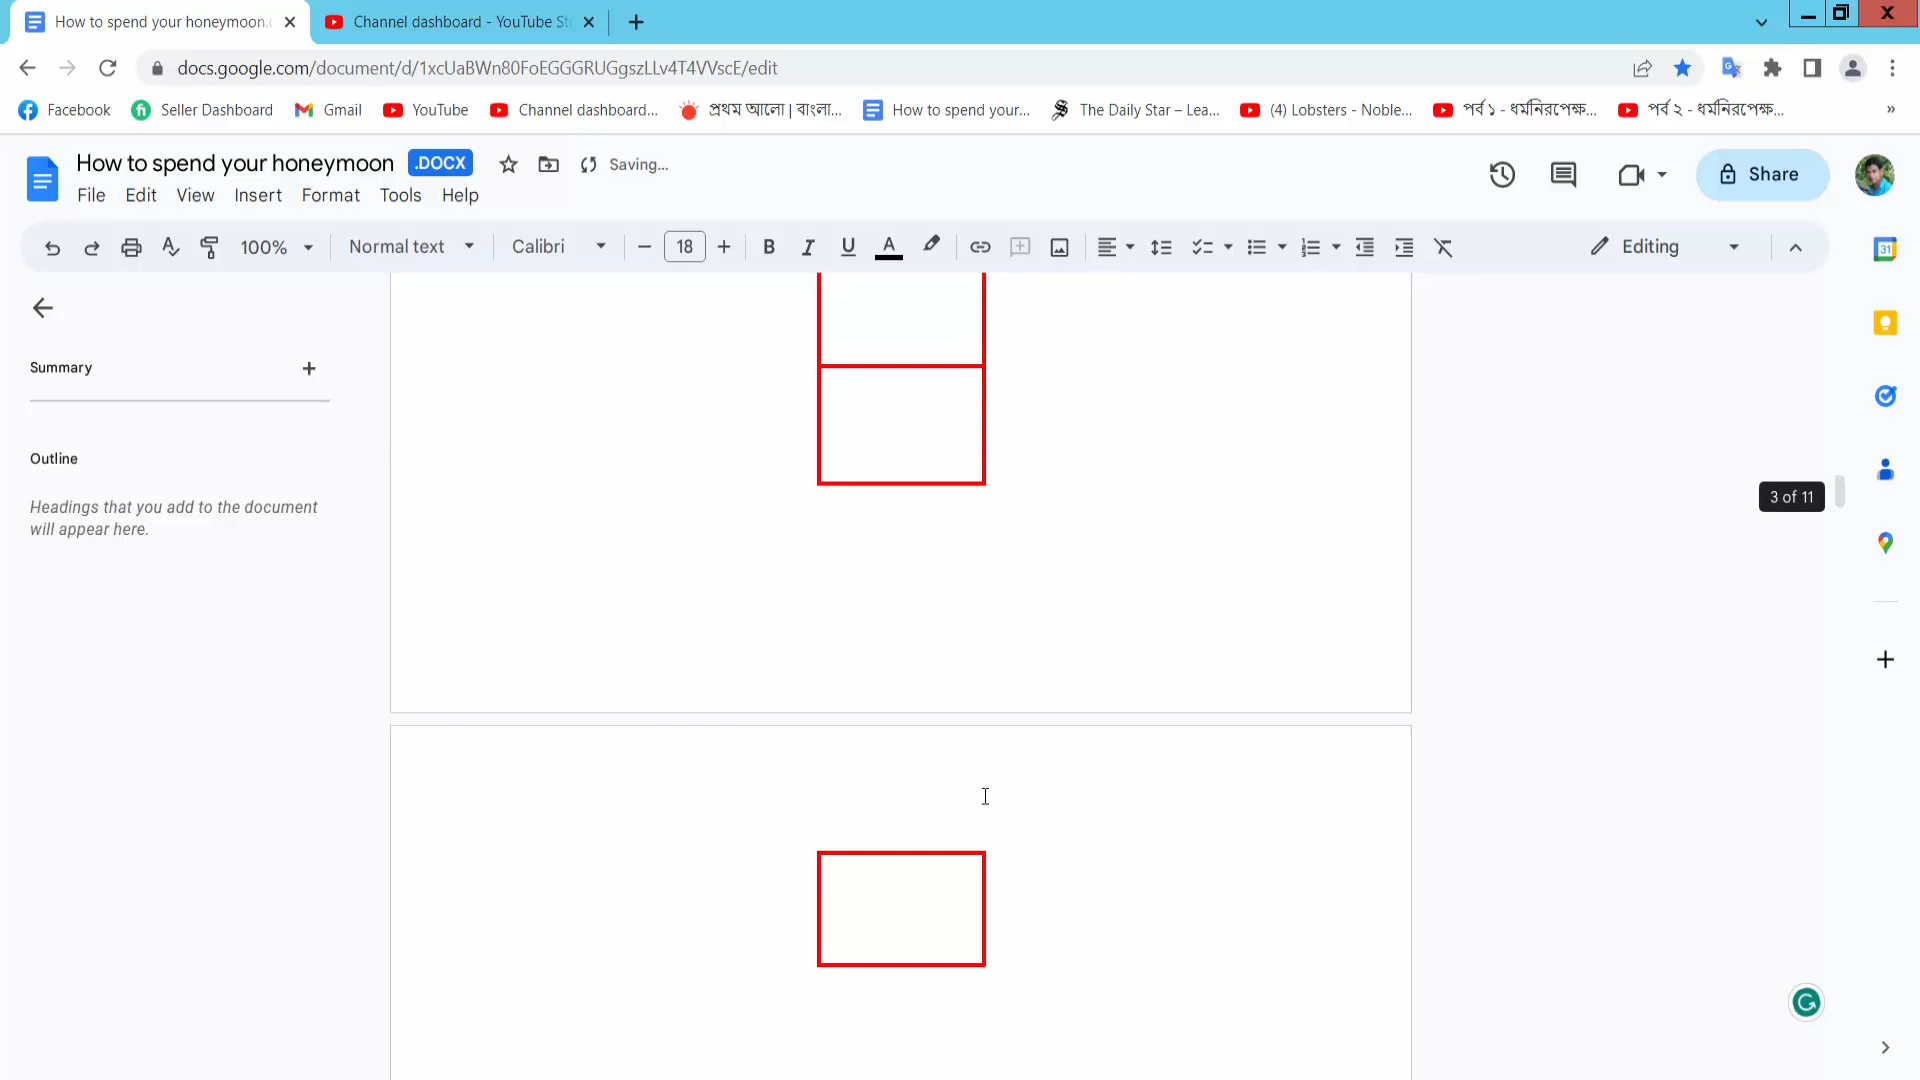 How to spend your honeymoon.
Channel dashboard - YouTube St
docs.google.com/document/d/1xcUaBWn80FoEGGGRUGgszLLv4T4VVscE/edit
Facebook
Seller Dashboard
Gmail
YouTube
Channel dashboard...
প্রথম আলো | বাংলা...
How to spend your...
The Daily Star – Lea...
(4) Lobsters - Noble...
পর্ব ১ - ধর্মনিরপেক্ষ...
পর্ব ২ - ধর্মনিরপেক্ষ...
How to spend your honeymoon
.DOCX
Saving...
Share
File Edit View Insert Format Tools Help
100%
Normal text
Calibri
18
Editing
31
Summary
Outline
Headings that you add to the document
will appear here.
3 of 11